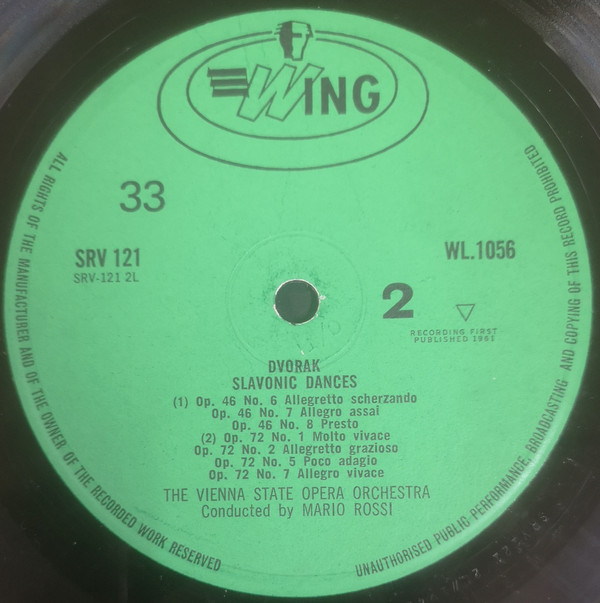 WING
33
SRV 121
SRV-121 2L
WL.1056
2
RECORDING FIRST
PUBLISHED 1961
DVORAK
SLAVONIC DANCES
(1) Op. 46 No. 6 Allegretto scherzando
Op. 46 No. 7 Allegro assai
Op. 46 No. 8 Presto
(2) Op. 72 No. 1 Molto vivace
Op. 72 No. 2 Allegretto grazioso
Op. 72 No. 5 Poco adagio
Op. 72 No. 7 Allegro vivace
THE VIENNA STATE OPERA ORCHESTRA
Conducted by MARIO ROSSI
ALL RIGHTS OF THE MANUFACTURER AND OF THE OWNER OF THE RECORDED WORK RESERVED
UNAUTHORISED PUBLIC PERFORMANCE, BROADCASTING AND COPYING OF THIS RECORD PROHIBITED